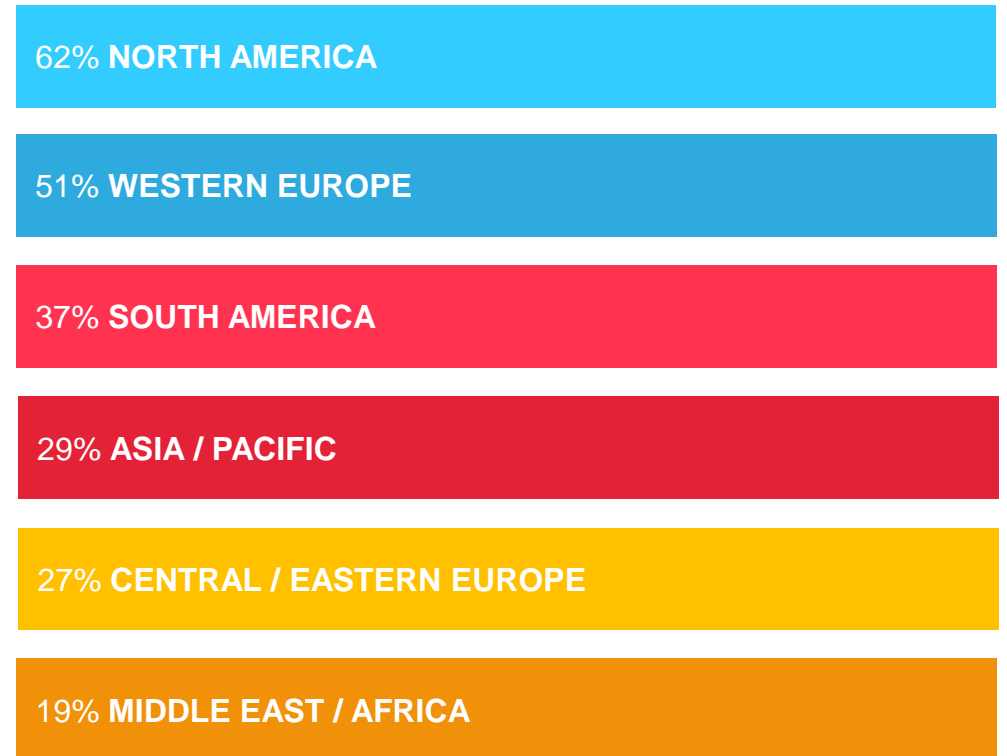 62% NORTH AMERICA
51% WESTERN EUROPE
37% SOUTH AMERICA
29% ASIA / PACIFIC
27% CENTRAL / EASTERN EUROPE
19% MIDDLE EAST / AFRICA